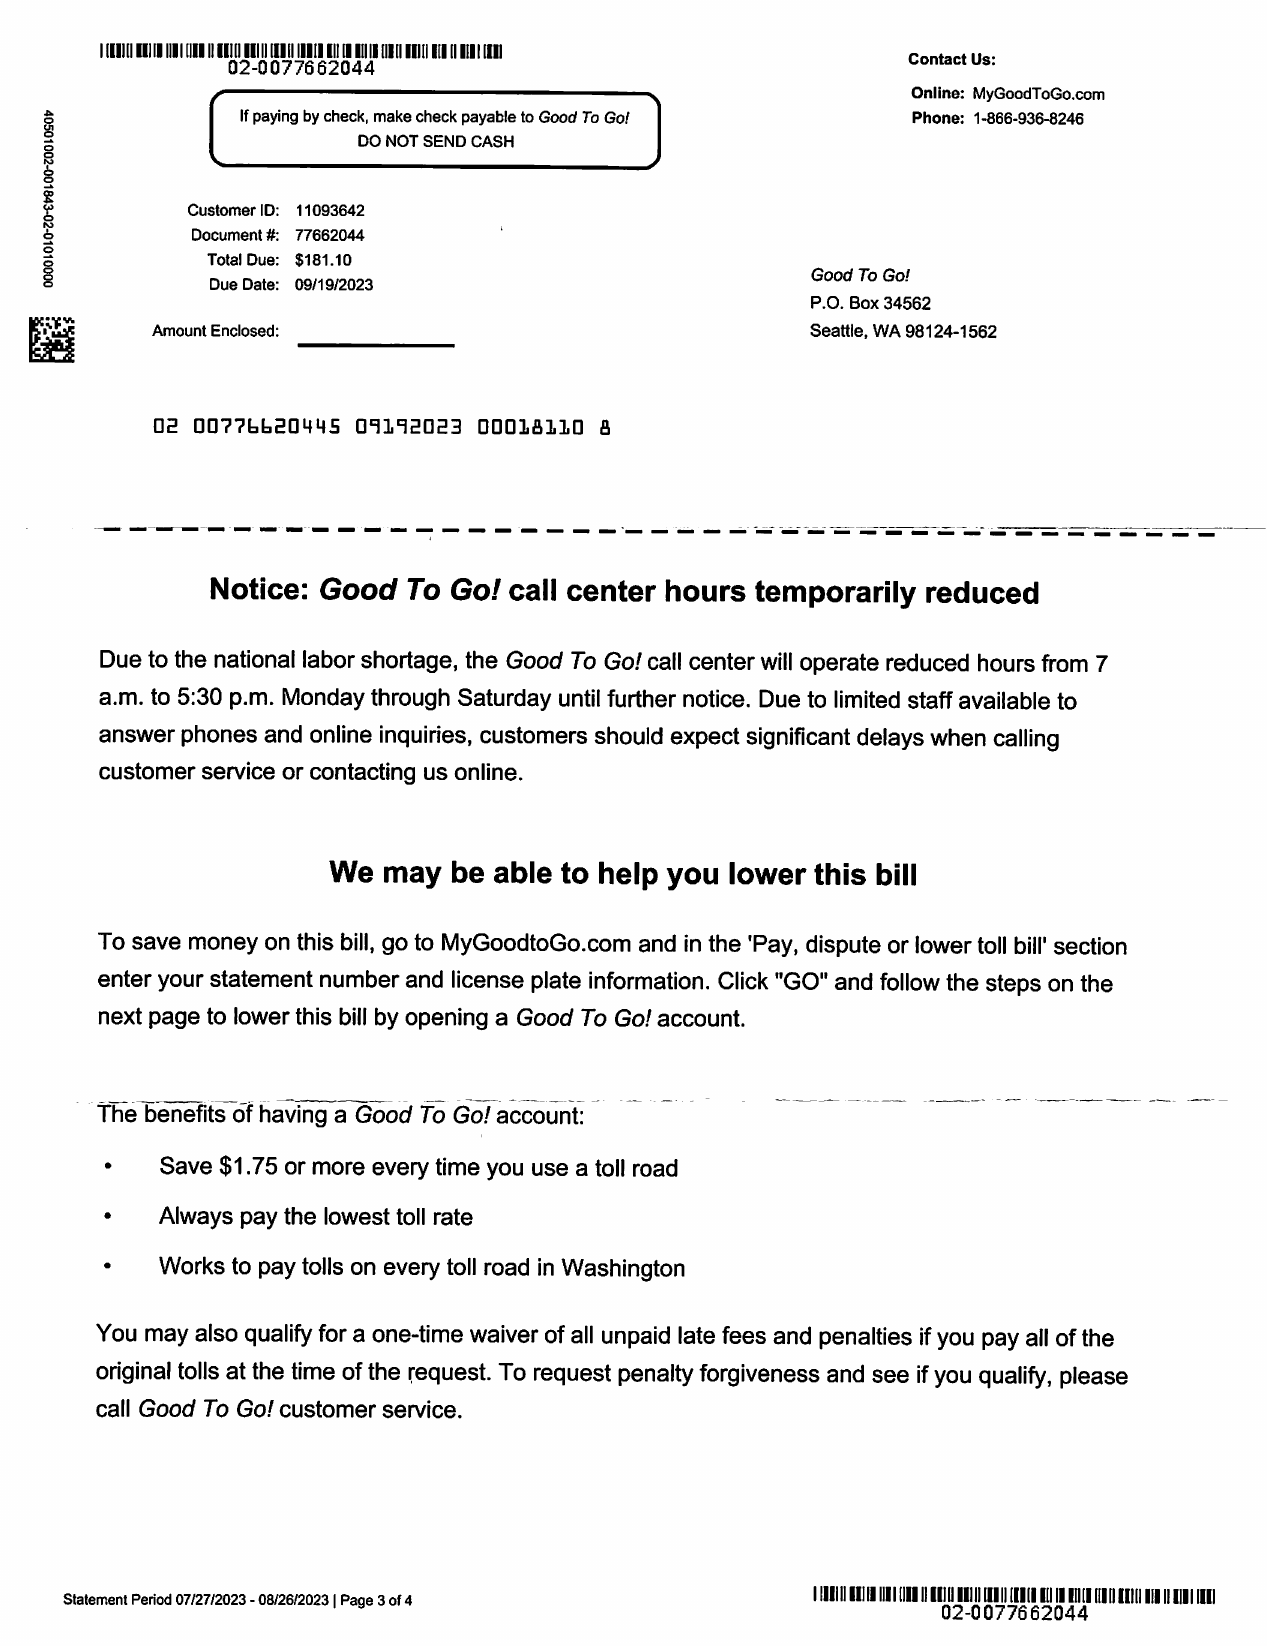 02-0077662044
If paying by check, make check payable to Good To Go!
DO NOT SEND CASH
Contact Us:
Online: MyGoodToGo.com
Phone: 1-866-936-8246
40501002-001843-02-01010000
Customer ID: 11093642
Document #: 77662044
Total Due: $181.10
Due Date: 09/19/2023
Amount Enclosed:
Good To Go!
P.O. Box 34562
Seattle, WA 98124-1562
02 00776620445 09192023 00018110 8
Notice: Good To Go! call center hours temporarily reduced
Due to the national labor shortage, the Good To Go! call center will operate reduced hours from 7
a.m. to 5:30 p.m. Monday through Saturday until further notice. Due to limited staff available to
answer phones and online inquiries, customers should expect significant delays when calling
customer service or contacting us online.
We may be able to help you lower this bill
To save money on this bill, go to MyGoodtoGo.com and in the 'Pay, dispute or lower toll bill' section
enter your statement number and license plate information. Click "GO" and follow the steps on the
next page to lower this bill by opening a Good To Go! account.
The benefits of having a Good To Go! account:
• Save $1.75 or more every time you use a toll road
• Always pay the lowest toll rate
• Works to pay tolls on every toll road in Washington
You may also qualify for a one-time waiver of all unpaid late fees and penalties if you pay all of the
original tolls at the time of the request. To request penalty forgiveness and see if you qualify, please
call Good To Go! customer service.
Statement Period 07/27/2023 - 08/26/2023 | Page 3 of 4
02-0077662044